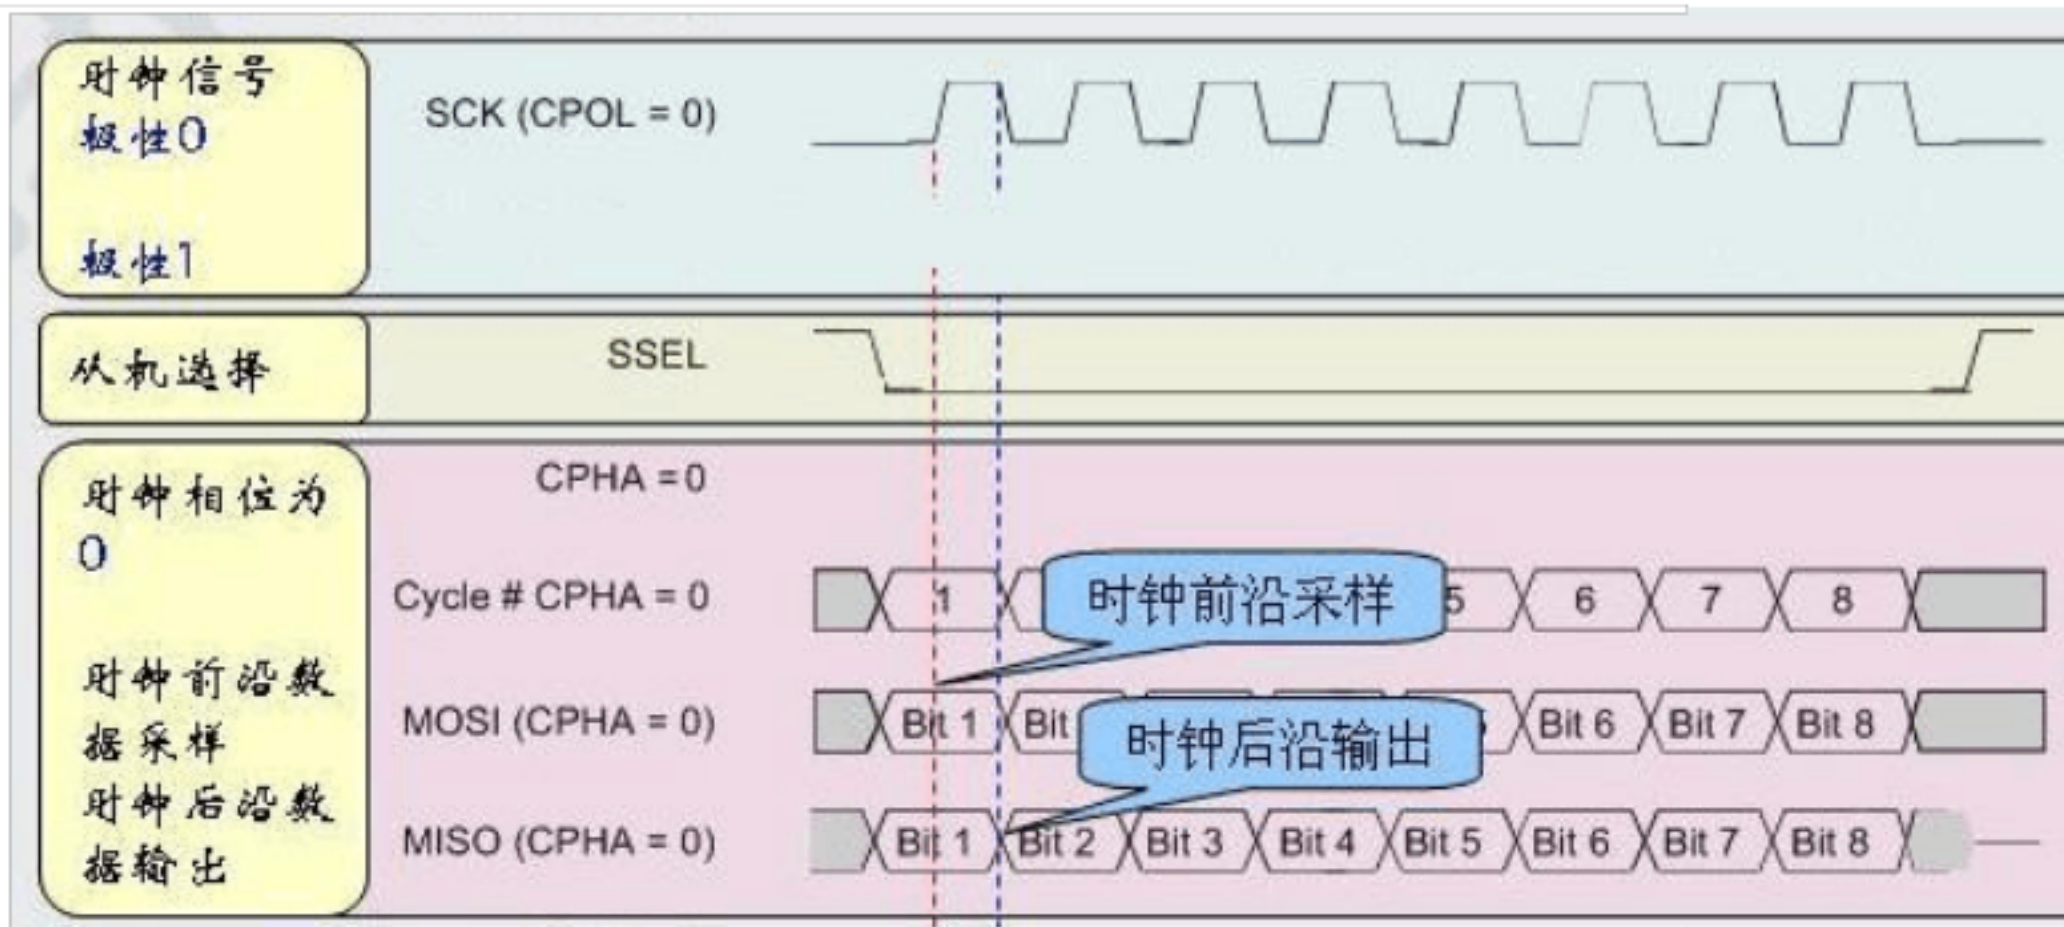 时钟信号
极性0
极性1
SCK (CPOL = 0)
从机选择
SSEL
时钟相位为
0
时钟前沿数
据采样
时钟后沿数
据输出
CPHA =0
Cycle # CPHA = 0
1
时钟前沿采样
5
6
7
8
MOSI (CPHA = 0)
Bit 1
Bit
时钟后沿输出
Bit 6
Bit 7
Bit 8
MISO (CPHA = 0)
Bit 1
Bit 2
Bit 3
Bit 4
Bit 5
Bit 6
Bit 7
Bit 8